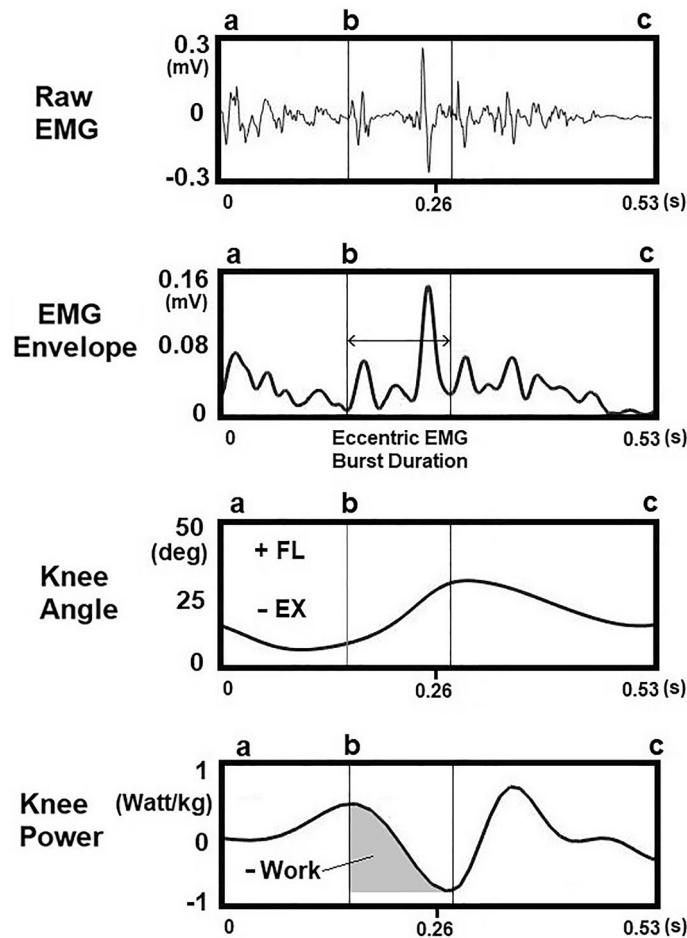 a b c
Raw
EMG
0.3
(mV)
0
-0.3
0 0.26 0.53 (s)
a b c
EMG
Envelope
0.16
(mV)
0.08
0
0 Eccentric EMG 0.53 (s)
Burst Duration
a b c
Knee
Angle
50
(deg)
25
0
+ FL
- EX
0 0.26 0.53 (s)
a b c
Knee
Power
1
(Watt/kg)
0
-1
- Work
0 0.26 0.53 (s)